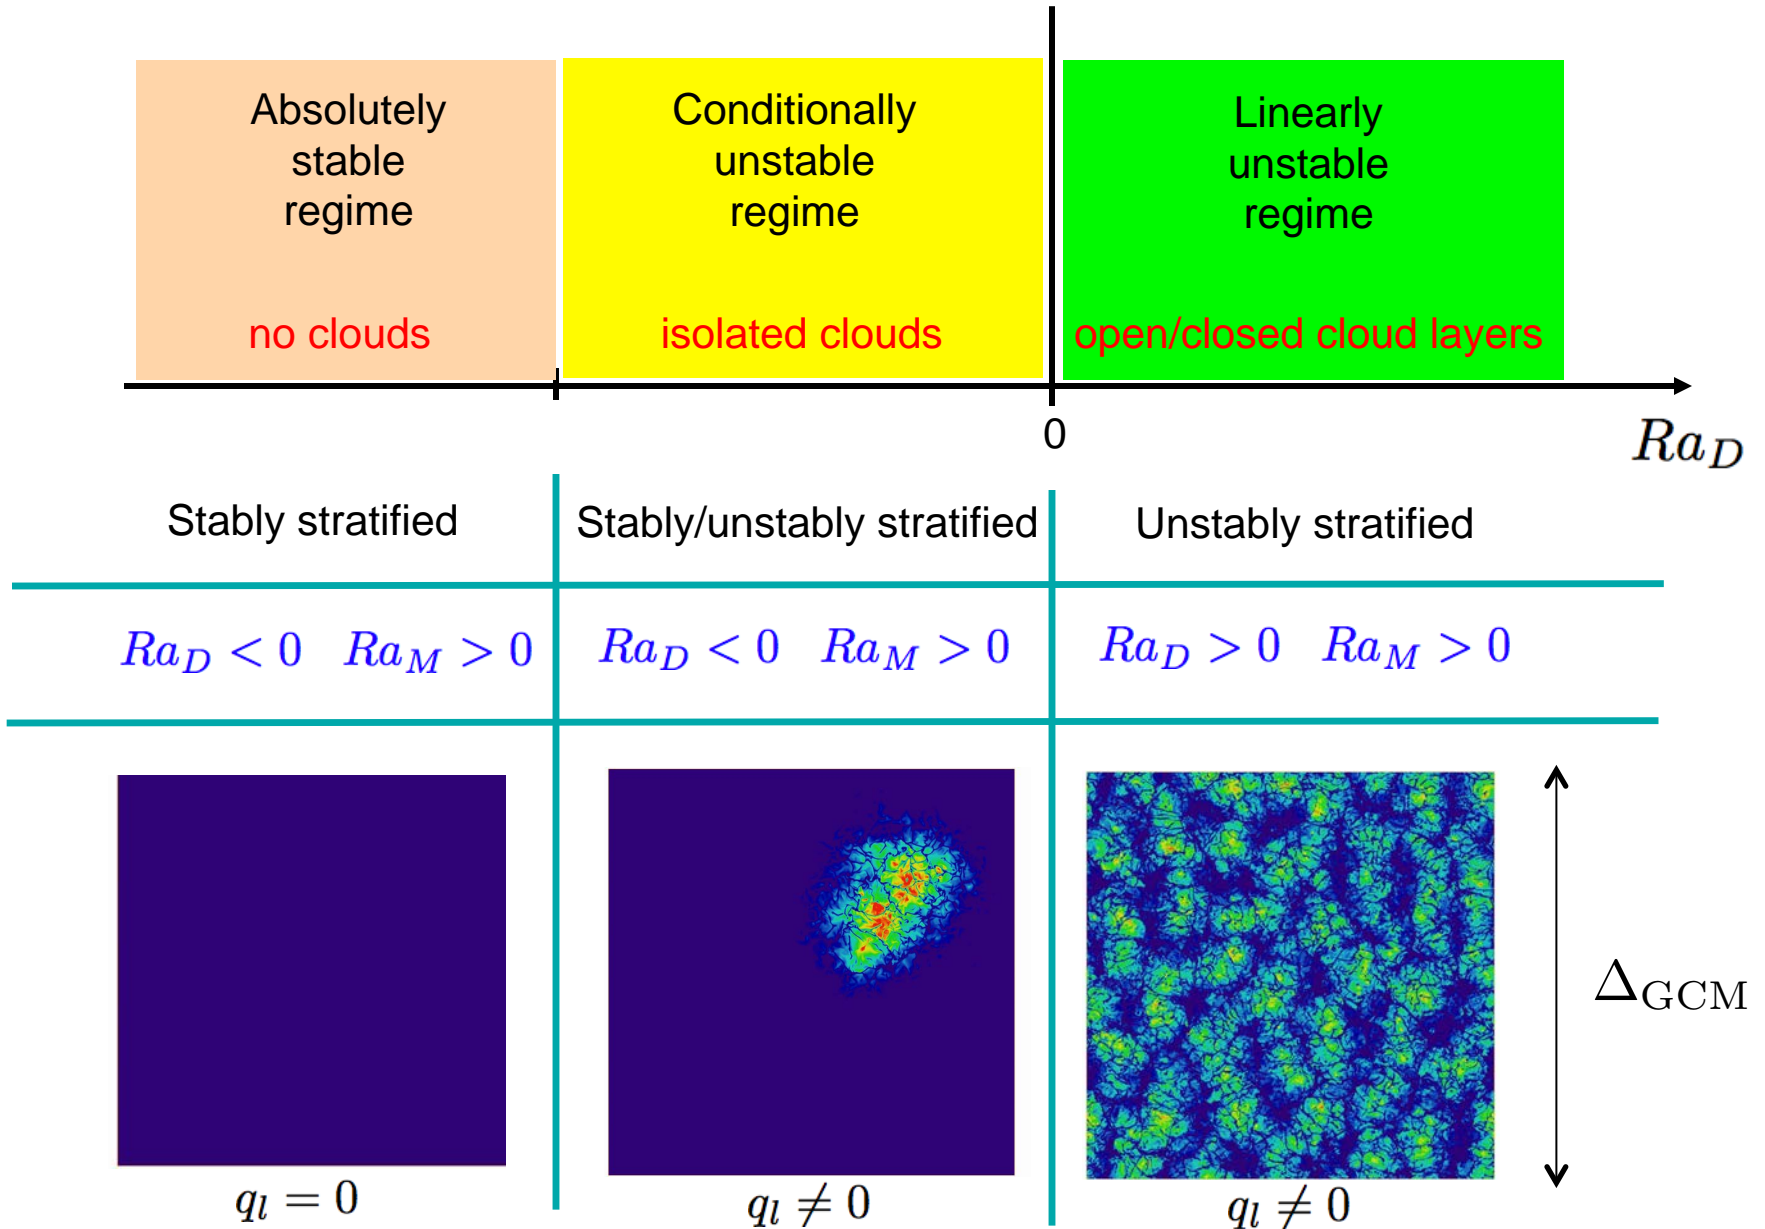 Absolutely
stable
regime
no clouds
Conditionally
unstable
regime
isolated clouds
Linearly
unstable
regime
open/closed cloud layers
0
Ra_D
Stably stratified
Stably/unstably stratified
Unstably stratified
Ra_D < 0 Ra_M > 0
Ra_D < 0 Ra_M > 0
Ra_D > 0 Ra_M > 0
Δ_GCM
q_l = 0
q_l ≠ 0
q_l ≠ 0